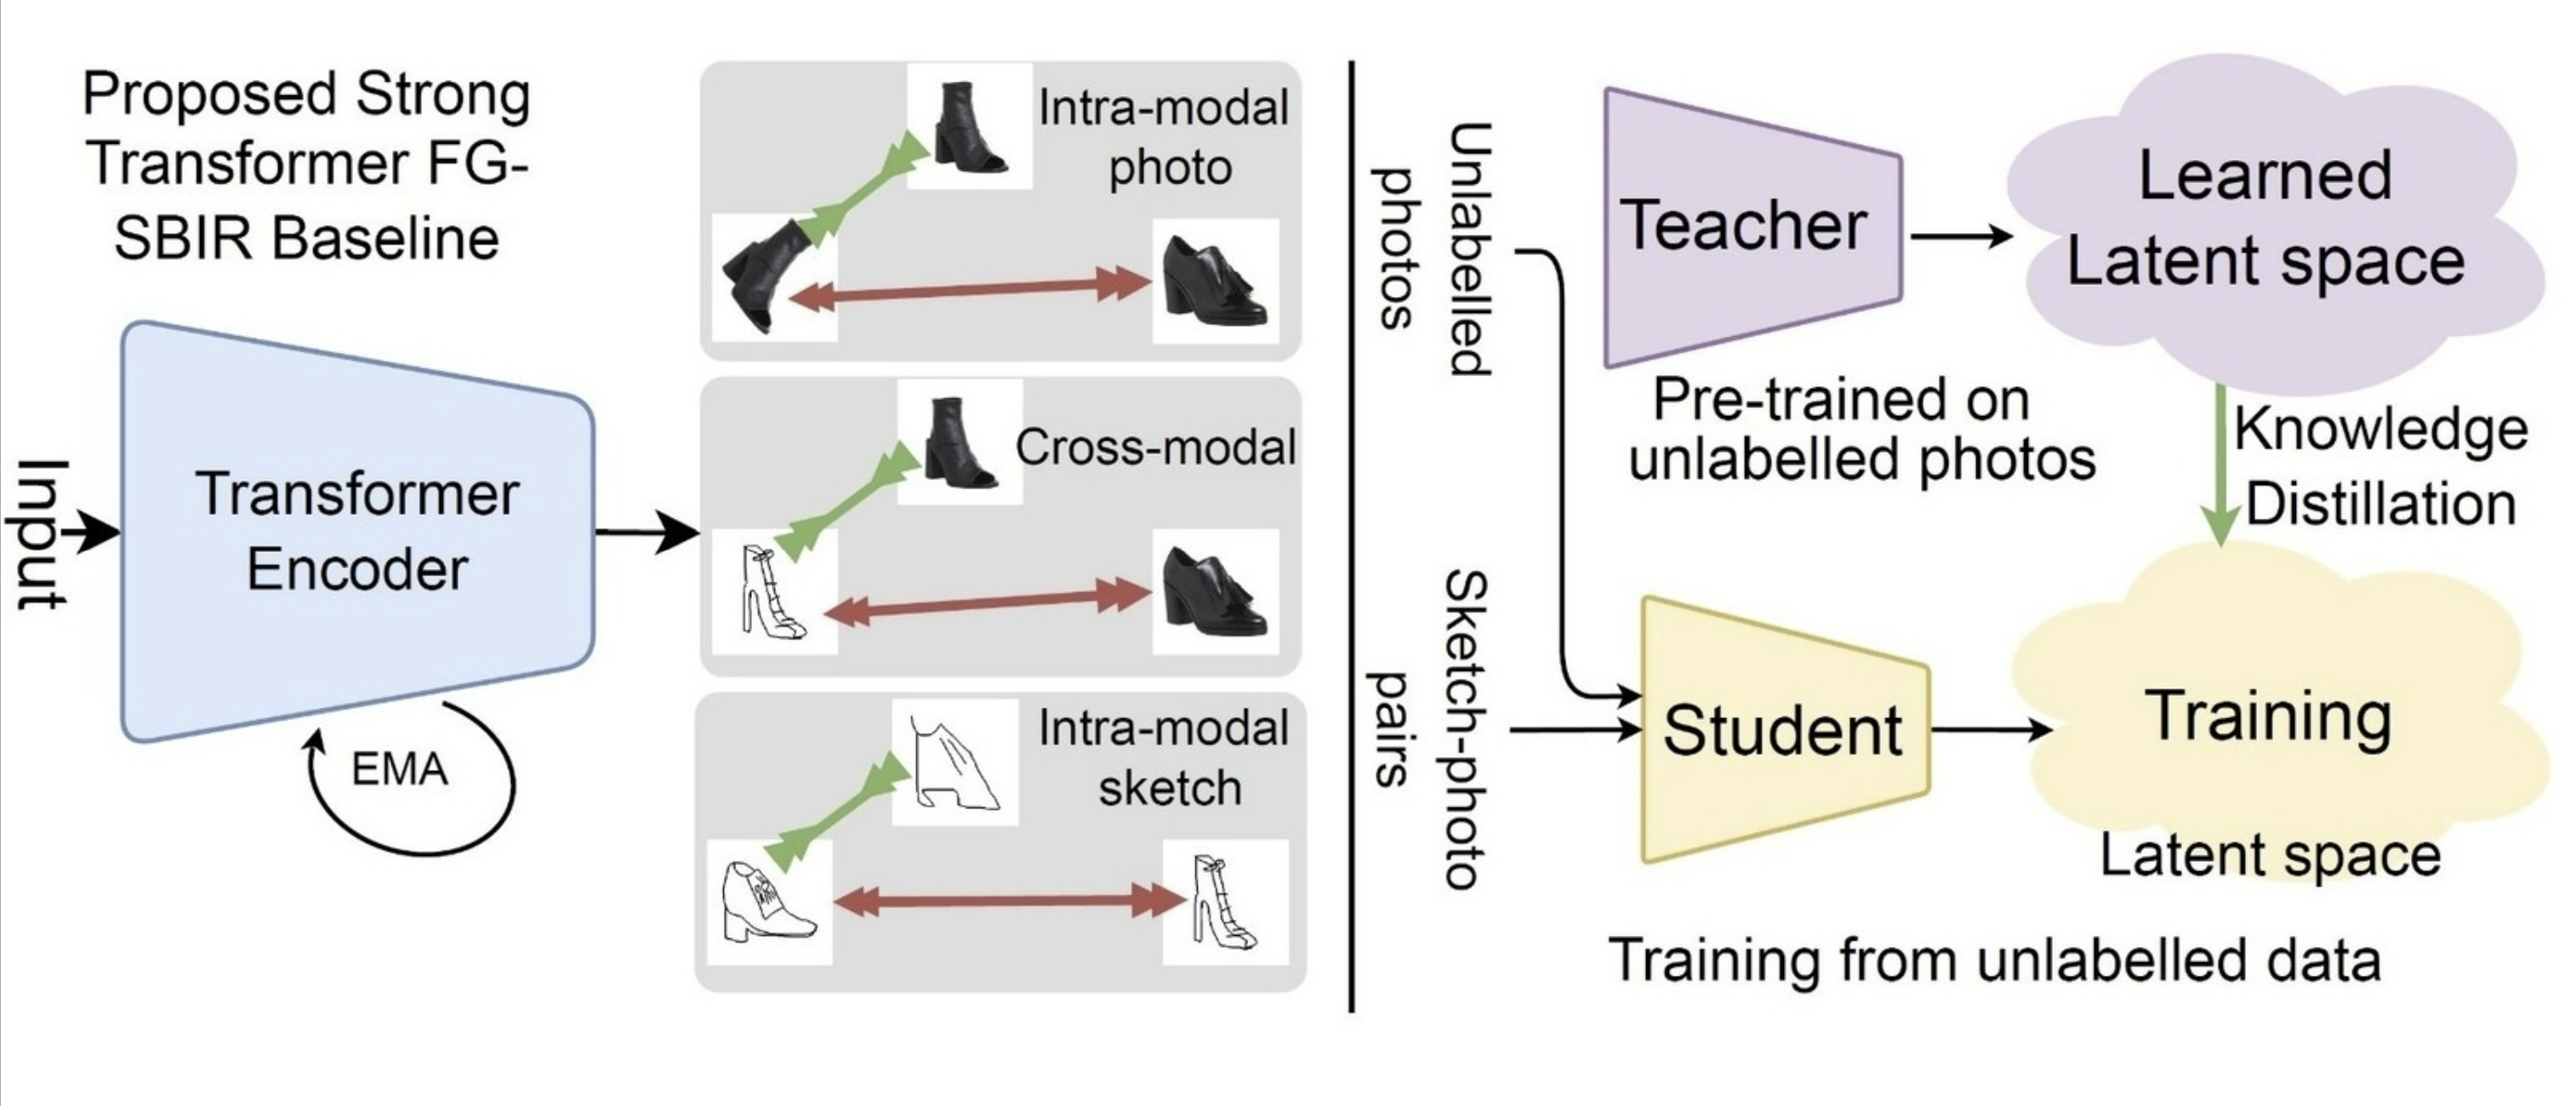 Proposed Strong
Transformer FG-
SBIR Baseline
Input
Transformer
Encoder
EMA
Intra-modal
photo
Cross-modal
Intra-modal
sketch
Unlabelled
photos
Sketch-photo
pairs
Teacher
Learned
Latent space
Pre-trained on
unlabelled photos
Knowledge
Distillation
Student
Training
Latent space
Training from unlabelled data